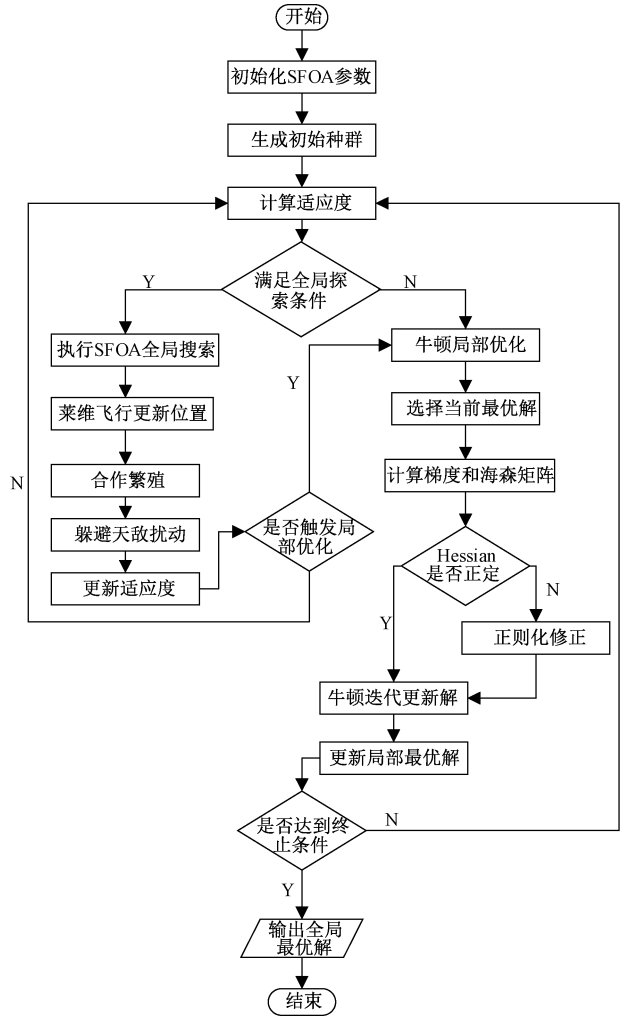 开始
初始化SFOA参数
生成初始种群
计算适应度
满足全局探
索条件
Y
N
执行SFOA全局搜索
莱维飞行更新位置
合作繁殖
躲避天敌扰动
更新适应度
N
是否触发局
部优化
Y
牛顿局部优化
选择当前最优解
计算梯度和海森矩阵
Hessian
是否正定
Y
N
正则化修正
牛顿迭代更新解
更新局部最优解
是否达到终
止条件
N
Y
输出全局
最优解
结束